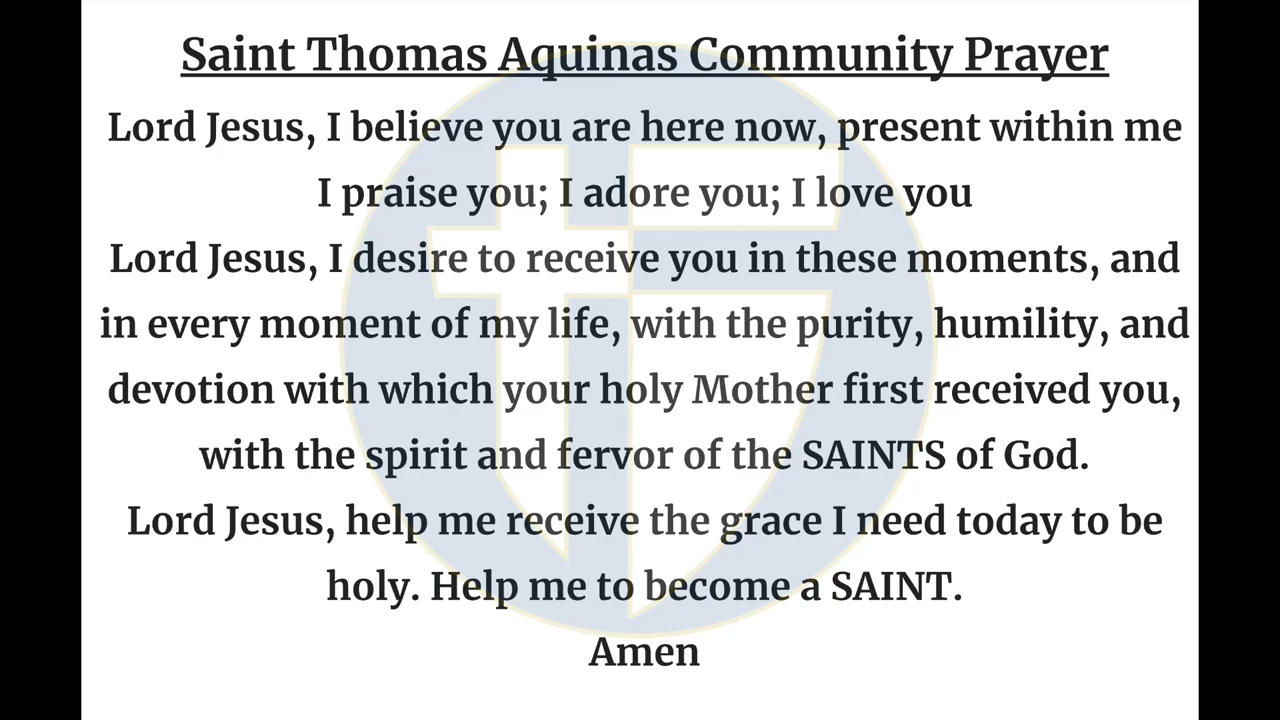 Saint Thomas Aquinas Community Prayer
Lord Jesus, I believe you are here now, present within me
I praise you; I adore you; I love you
Lord Jesus, I desire to receive you in these moments, and
in every moment of my life, with the purity, humility, and
devotion with which your holy Mother first received you,
with the spirit and fervor of the SAINTS of God.
Lord Jesus, help me receive the grace I need today to be
holy. Help me to become a SAINT.
Amen